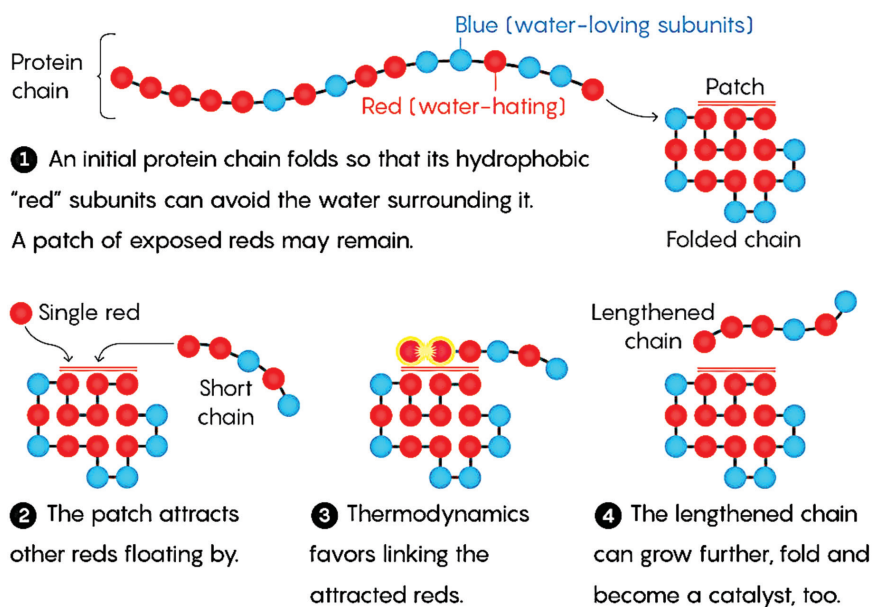 Blue (water-loving subunits)
Protein
chain
Red (water-hating)
Patch
1 An initial protein chain folds so that its hydrophobic
“red” subunits can avoid the water surrounding it.
A patch of exposed reds may remain.
Folded chain
Single red
Short
chain
Lengthened
chain
2 The patch attracts
other reds floating by.
3 Thermodynamics
favors linking the
attracted reds.
4 The lengthened chain
can grow further, fold and
become a catalyst, too.